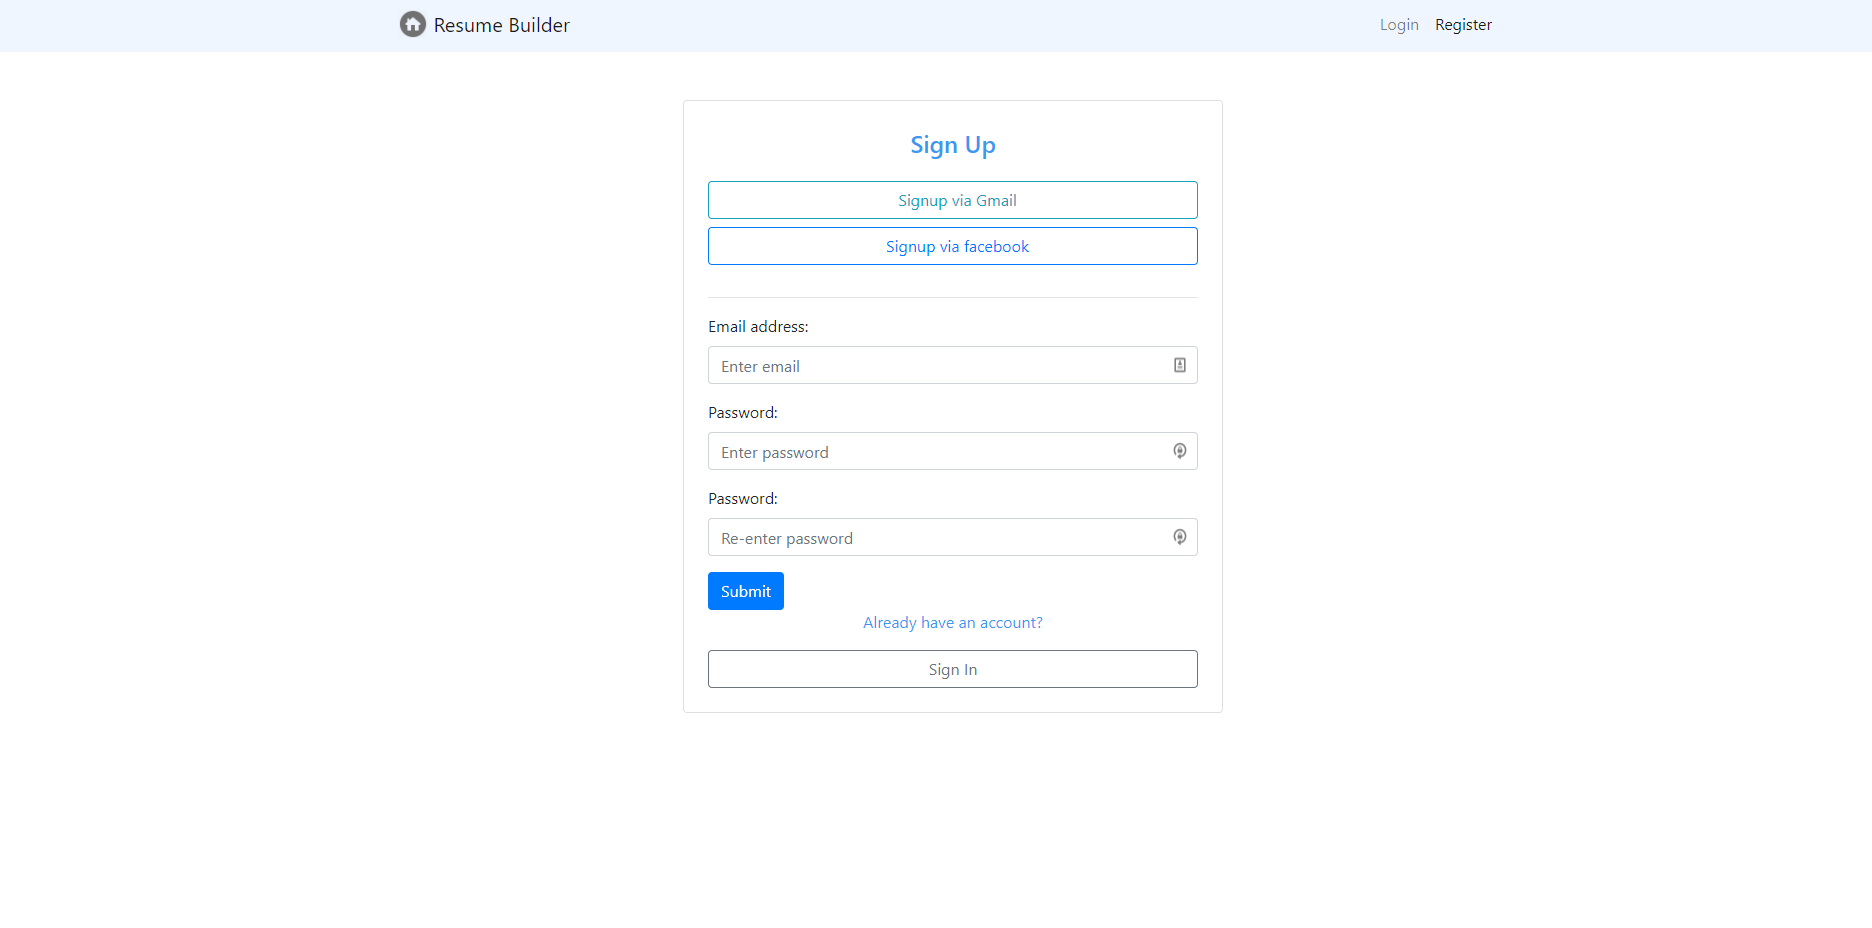 Resume Builder
Login Register
Sign Up
Signup via Gmail
Signup via facebook
Email address:
Enter email
Password:
Enter password
Password:
Re-enter password
Submit
Already have an account?
Sign In